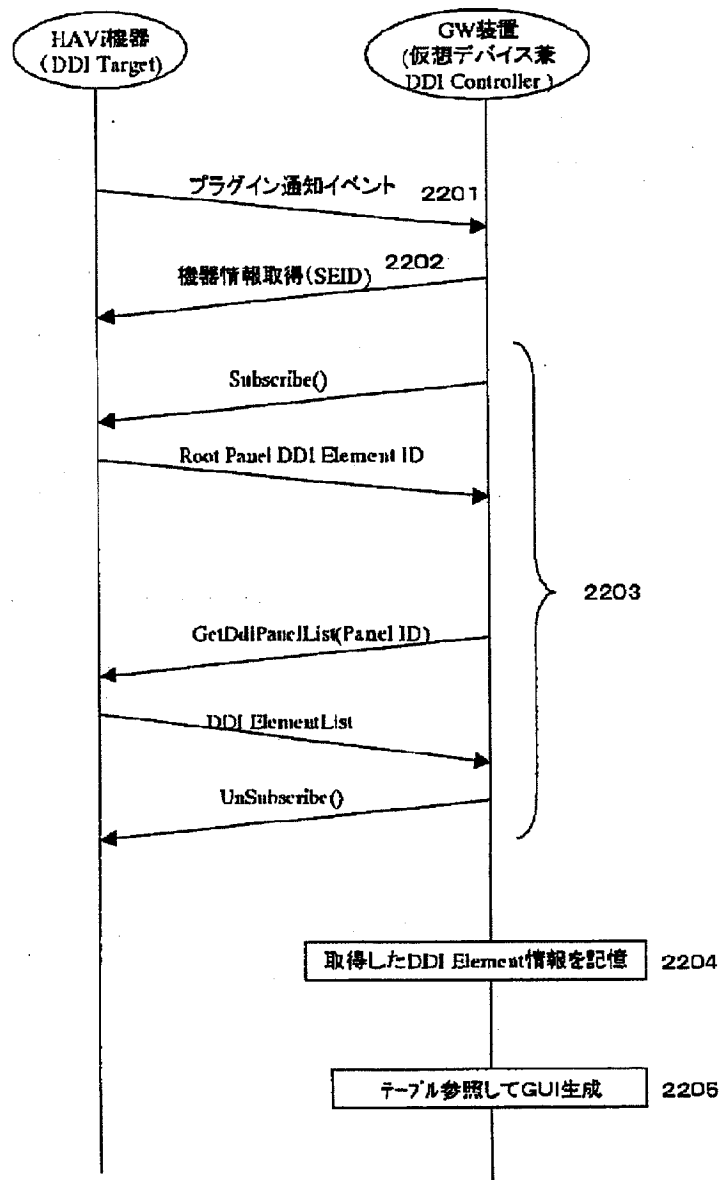 HAVi機器
(DDI Target)
GW装置
(仮想デバイス兼
DDI Controller)
プラグイン通知イベント
2201
機器情報取得(SEID)
2202
Subscribe()
Root Panel DDI Element ID
2203
GetDdiPanelList(Panel ID)
DDI ElementList
UnSubscribe()
取得したDDI Element情報を記憶
2204
テーブル参照してGUI生成
2205